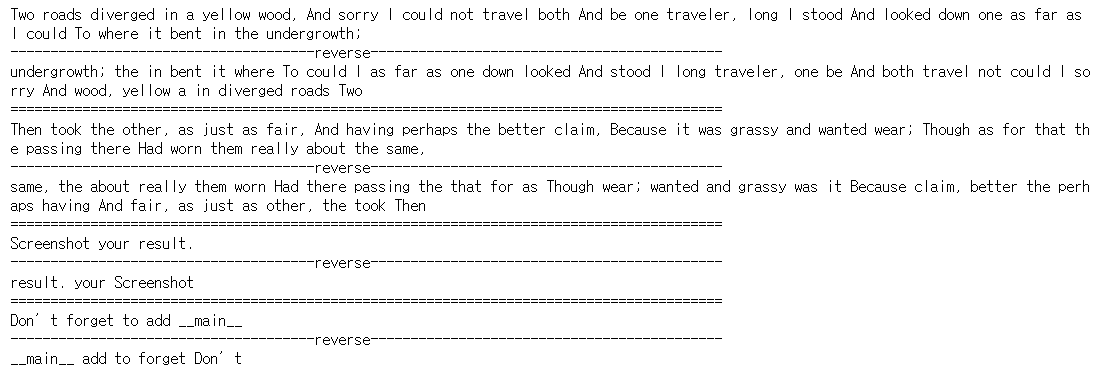 Two roads diverged in a yellow wood, And sorry I could not travel both And be one traveler, long I stood And looked down one as far as
I could To where it bent in the undergrowth;
--------------------------------------reverse--------------------------------------------
undergrowth; the in bent it where To could I as far as one down looked And stood I long traveler, one be And both travel not could I so
rry And wood, yellow a in diverged roads Two
=========================================================================================
Then took the other, as just as fair, And having perhaps the better claim, Because it was grassy and wanted wear; Though as for that th
e passing there Had worn them really about the same,
--------------------------------------reverse--------------------------------------------
same, the about really them worn Had there passing the that for as Though wear; wanted and grassy was it Because claim, better the perh
aps having And fair, as just as other, the took Then
=========================================================================================
Screenshot your result.
--------------------------------------reverse--------------------------------------------
result. your Screenshot
=========================================================================================
Don't forget to add __main__
--------------------------------------reverse--------------------------------------------
__main__ add to forget Don't